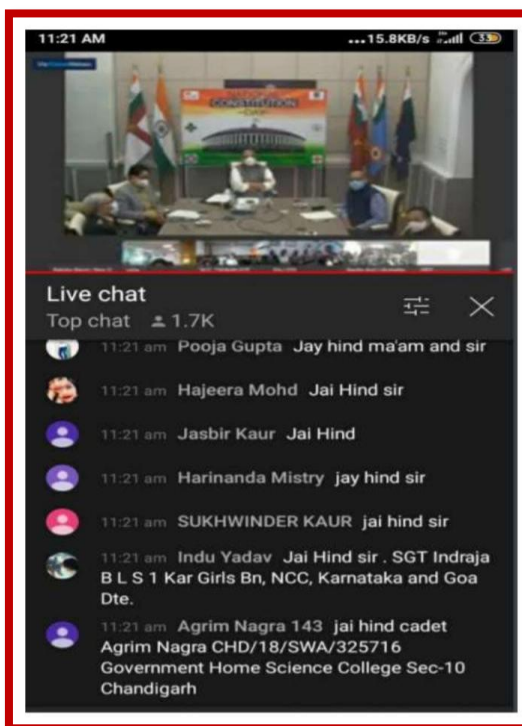 11:21 AM
...15.8KB/s
33
NATIONAL
CONSTITUTION
DAY
Live chat
Top chat 1.7K
11:21 am Pooja Gupta Jay hind ma'am and sir
11:21 am Hajeera Mohd Jai Hind sir
11:21 am Jasbir Kaur Jai Hind
11:21 am Harinanda Mistry jay hind sir
11:21 am SUKHWINDER KAUR jai hind sir
11:21 am Indu Yadav Jai Hind sir . SGT Indraja
B L S 1 Kar Girls Bn, NCC, Karnataka and Goa
Dte.
11:21 am Agrim Nagra 143 jai hind cadet
Agrim Nagra CHD/18/SWA/325716
Government Home Science College Sec-10
Chandigarh